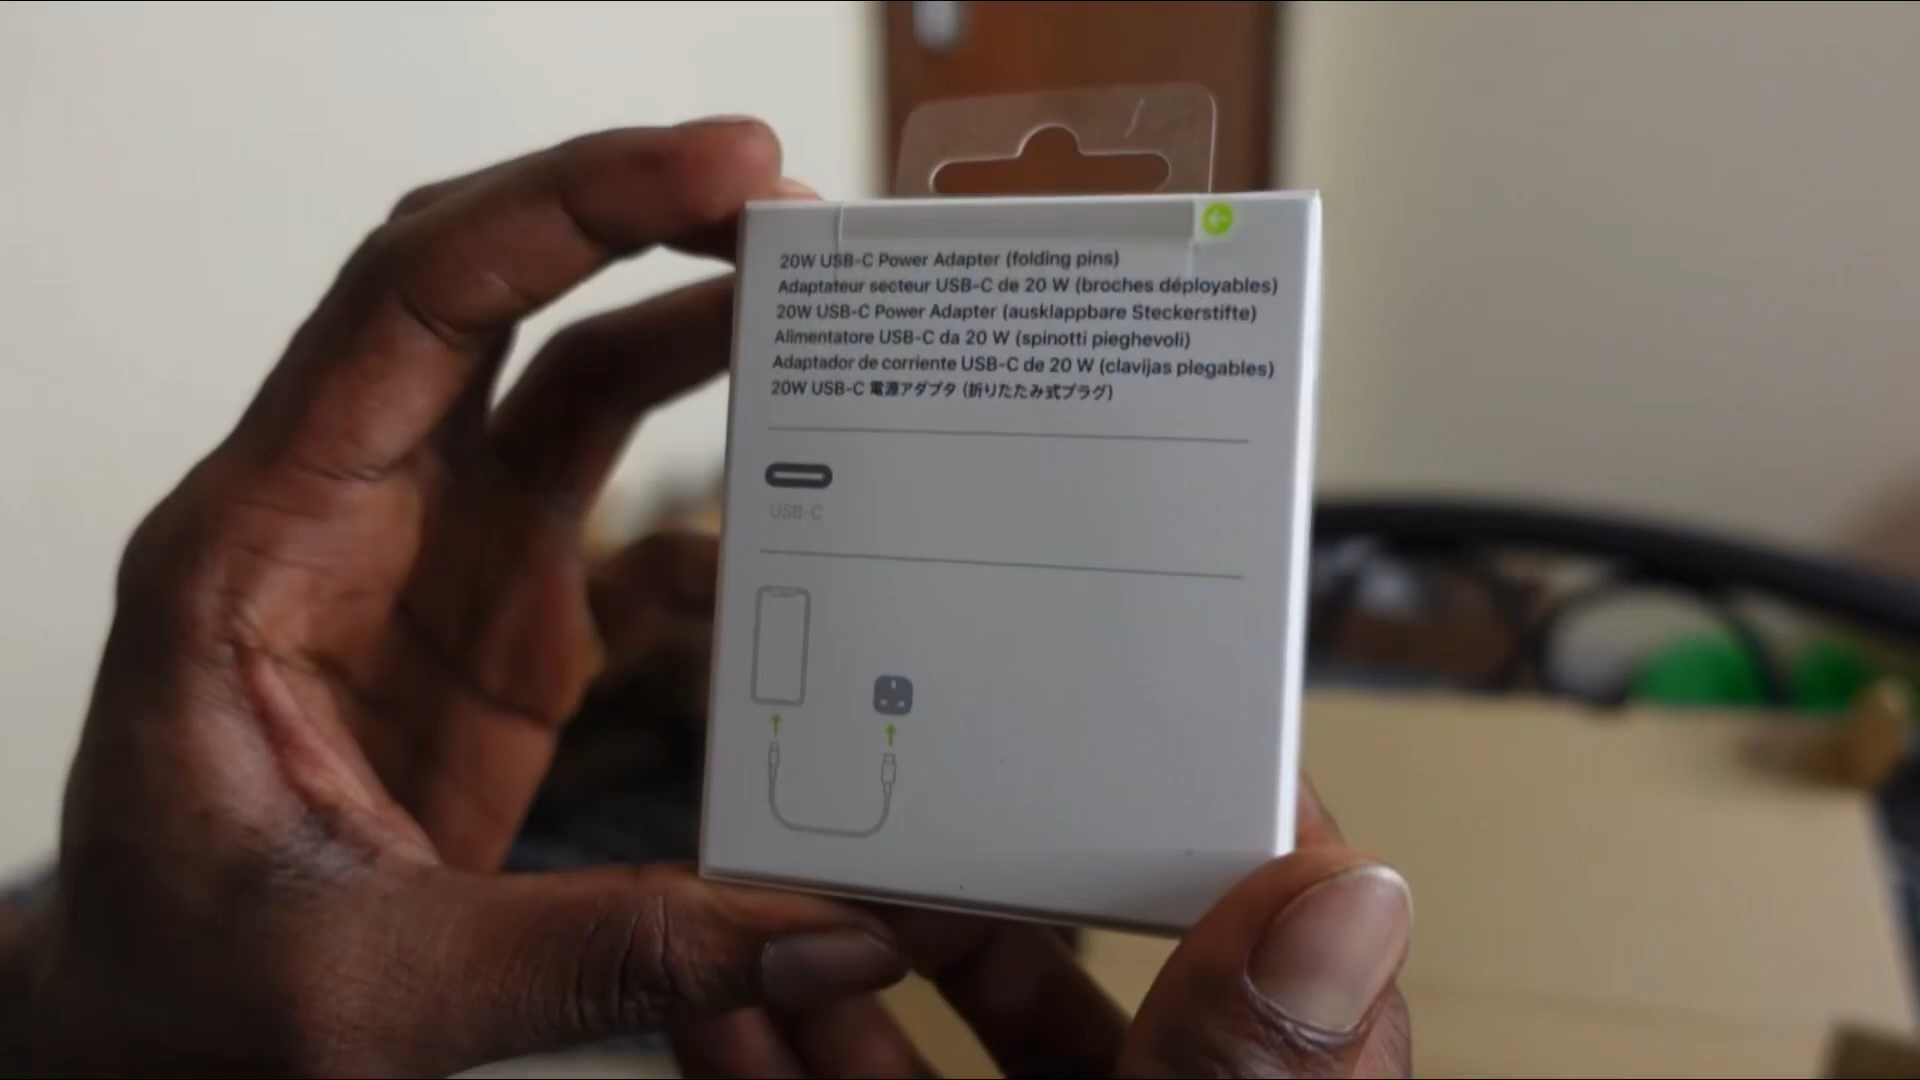 20W USB-C Power Adapter (folding pins)
Adaptateur secteur USB-C de 20 W (broches déployables)
20W USB-C Power Adapter (ausklappbare Steckerstifte)
Alimentatore USB-C da 20 W (spinotti pieghevoli)
Adaptador de corriente USB-C de 20 W (clavijas plegables)
20W USB-C 電源アダプタ (折りたたみ式プラグ)
USB-C